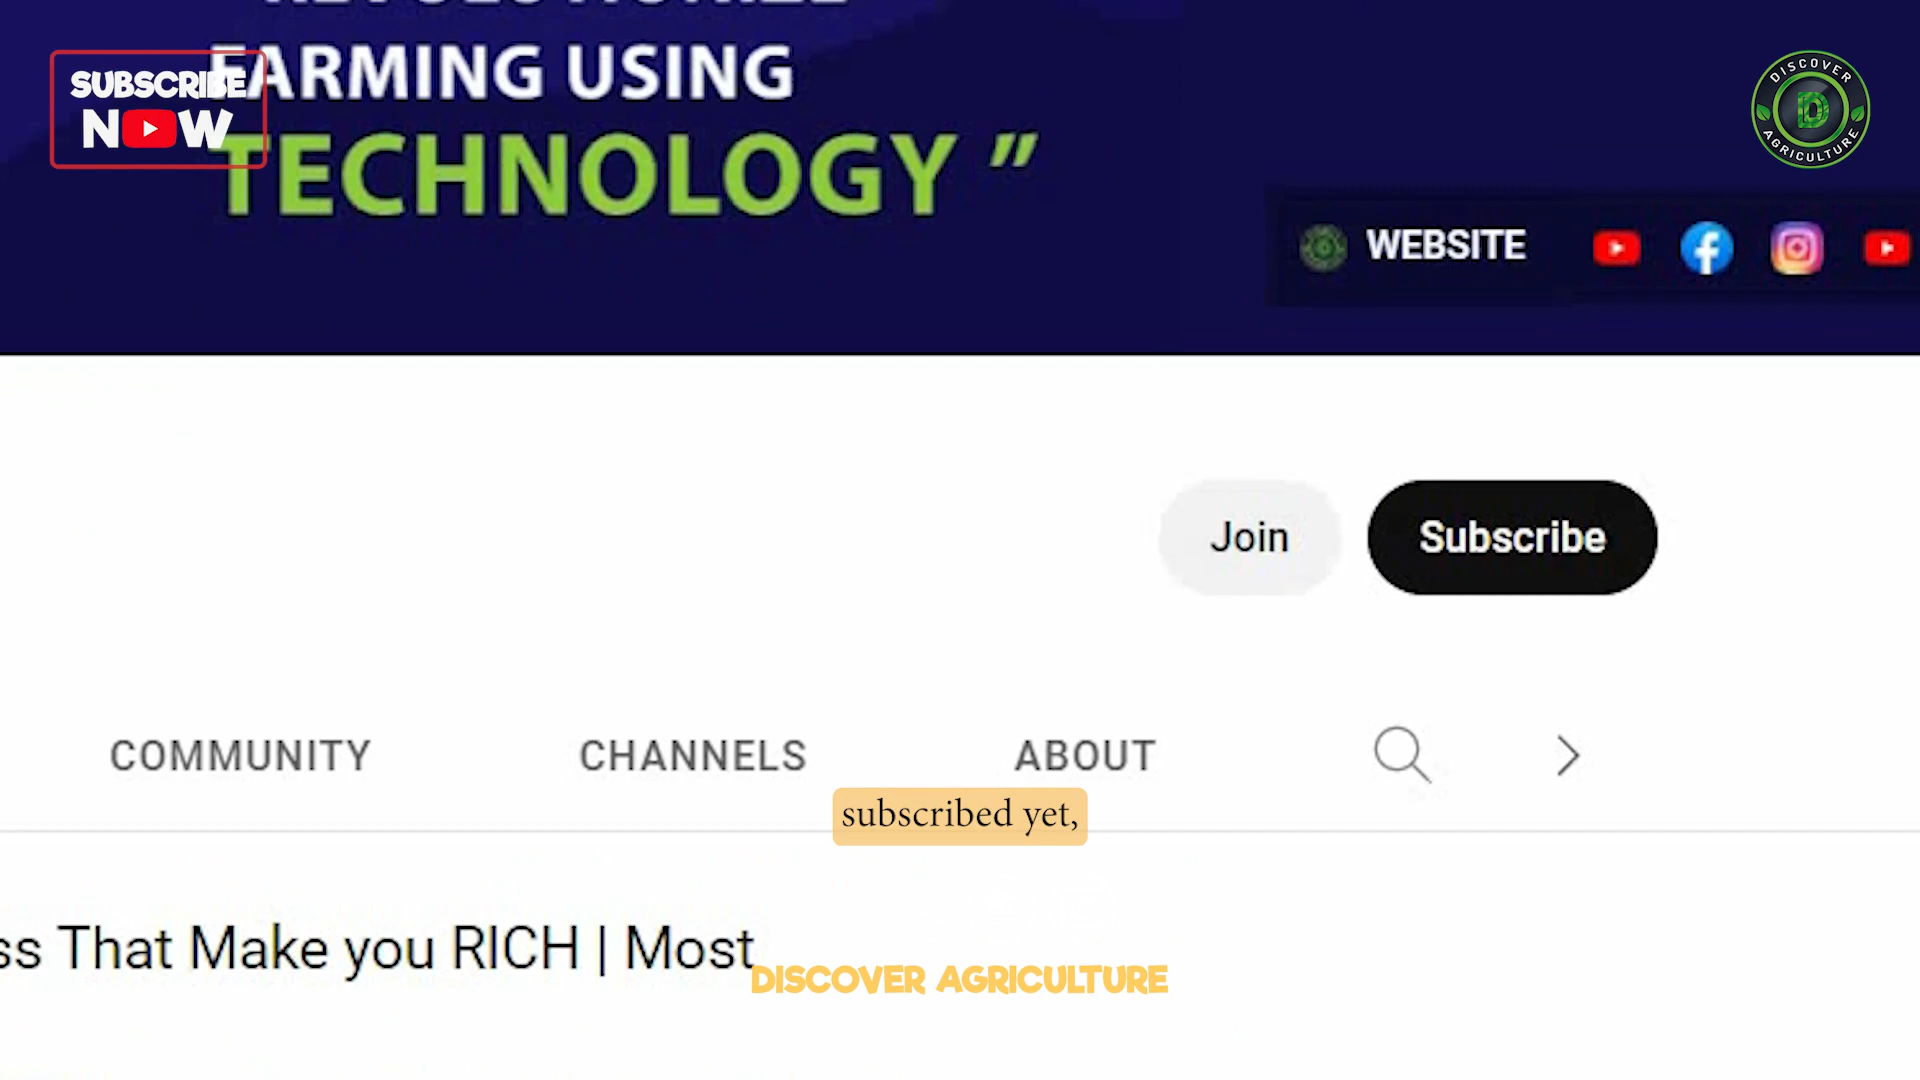 FARMING USING
TECHNOLOGY ”
SUBSCRIBE
NOW
DISCOVER
D
AGRICULTURE
WEBSITE
Join
Subscribe
COMMUNITY
CHANNELS
ABOUT
subscribed yet,
ss That Make you RICH | Most
DISCOVER AGRICULTURE